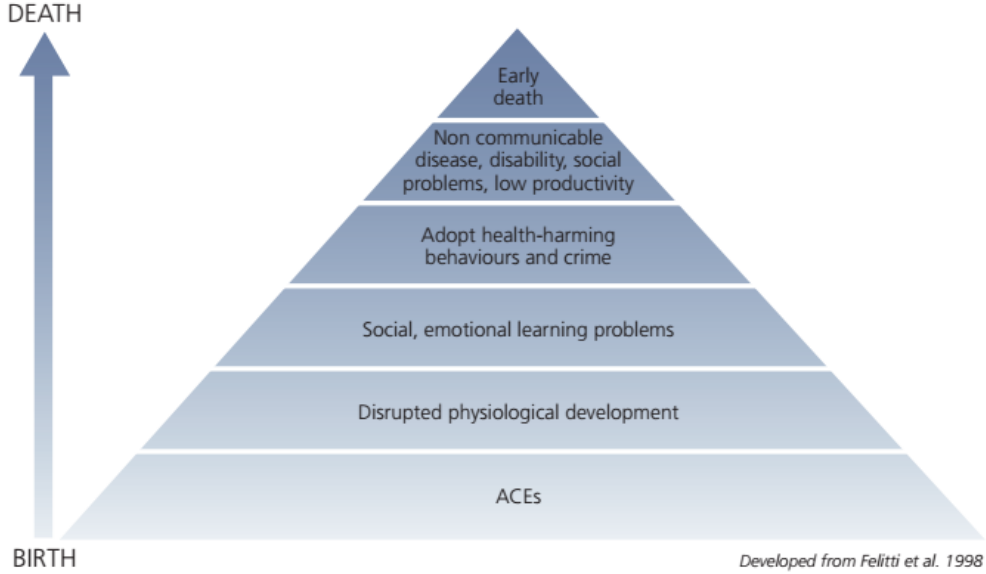 DEATH
Early
death
Non communicable
disease, disability, social
problems, low productivity
Adopt health-harming
behaviours and crime
Social, emotional learning problems
Disrupted physiological development
ACEs
BIRTH
Developed from Felitti et al. 1998